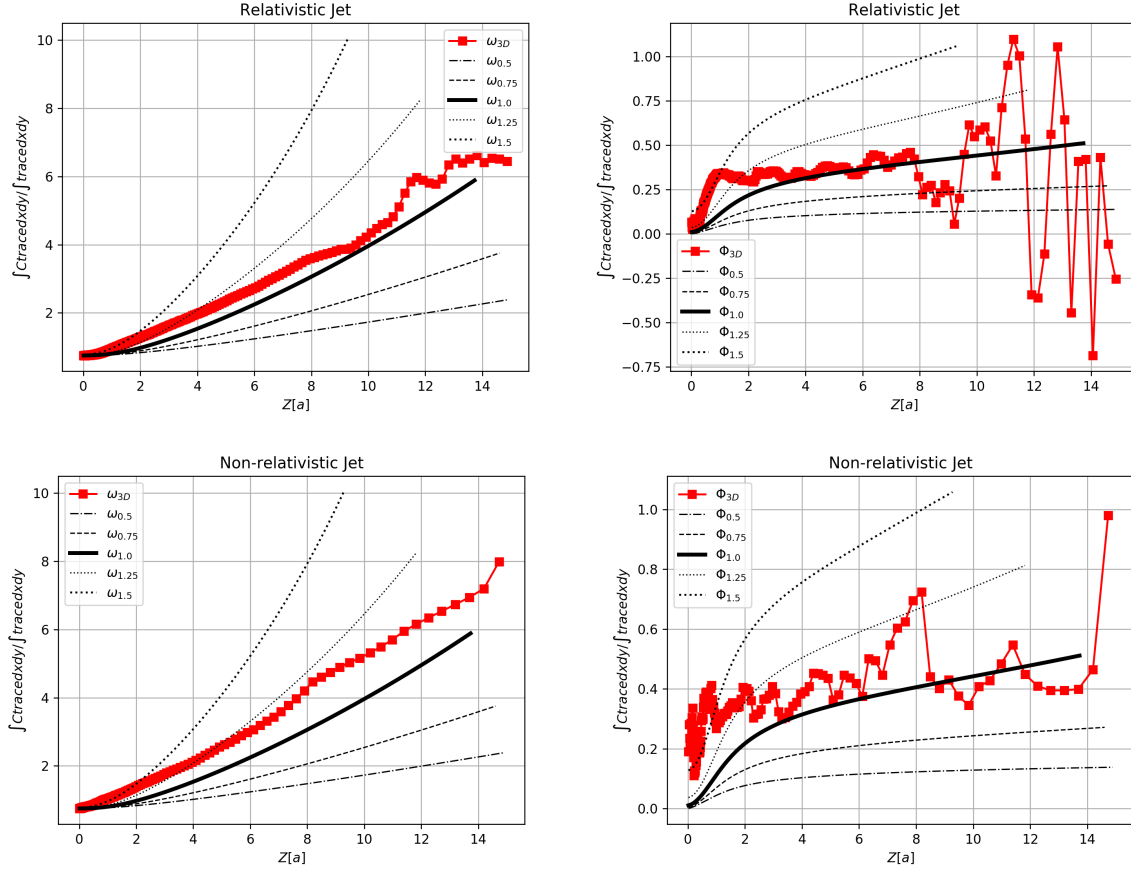 Relativistic Jet
10
8
6
4
2
0 2 4 6 8 10 12 14
Z[a]
∫Ctracedxdy/∫tracedxdy
ω3D
ω0.5
ω0.75
ω1.0
ω1.25
ω1.5
Relativistic Jet
1.00
0.75
0.50
0.25
0.00
−0.25
−0.50
−0.75
0 2 4 6 8 10 12 14
Z[a]
∫Ctracedxdy/∫tracedxdy
Φ3D
Φ0.5
Φ0.75
Φ1.0
Φ1.25
Φ1.5
Non-relativistic Jet
10
8
6
4
2
0 2 4 6 8 10 12 14
Z[a]
∫Ctracedxdy/∫tracedxdy
ω3D
ω0.5
ω0.75
ω1.0
ω1.25
ω1.5
Non-relativistic Jet
1.0
0.8
0.6
0.4
0.2
0.0
0 2 4 6 8 10 12 14
Z[a]
∫Ctracedxdy/∫tracedxdy
Φ3D
Φ0.5
Φ0.75
Φ1.0
Φ1.25
Φ1.5